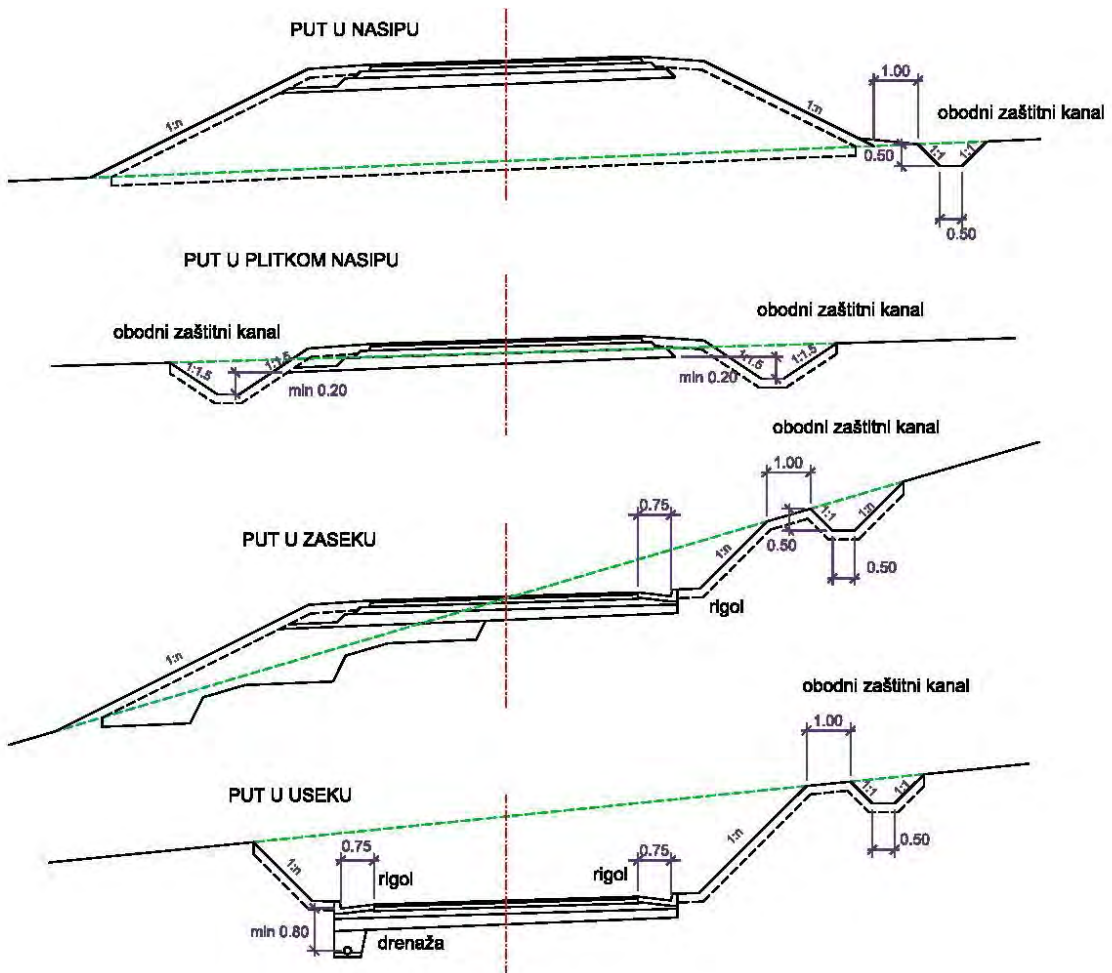 PUT U NASIPU
1:n
1:n
1.00
obodni zaštitni kanal
0.50
1:1
1:1
0.50
PUT U PLITKOM NASIPU
obodni zaštitni kanal
obodni zaštitni kanal
1:1.5
1:1.5
min 0.20
min 0.20
1:1.5
1:1.5
obodni zaštitni kanal
1.00
0.75
PUT U ZASEKU
1:n
0.50
1:1
1:n
0.50
rigol
1:n
obodni zaštitni kanal
1.00
PUT U USEKU
1:n
0.75
rigol
rigol
0.75
1:n
1:1
1:1
0.50
min 0.80
drenaža